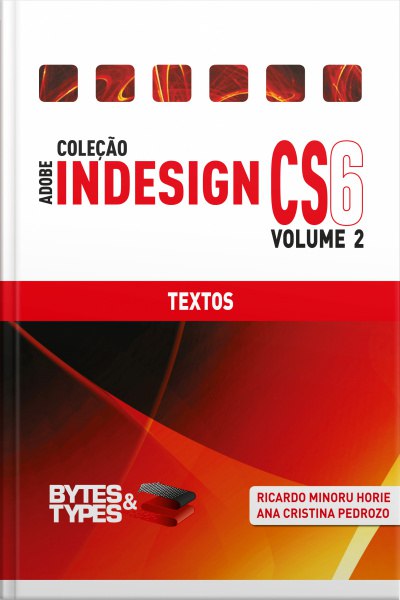 COLEÇÃO
ADOBE
INDESIGN CS6
VOLUME 2
TEXTOS
BYTES &
TYPES
RICARDO MINORU HORIE
ANA CRISTINA PEDROZO